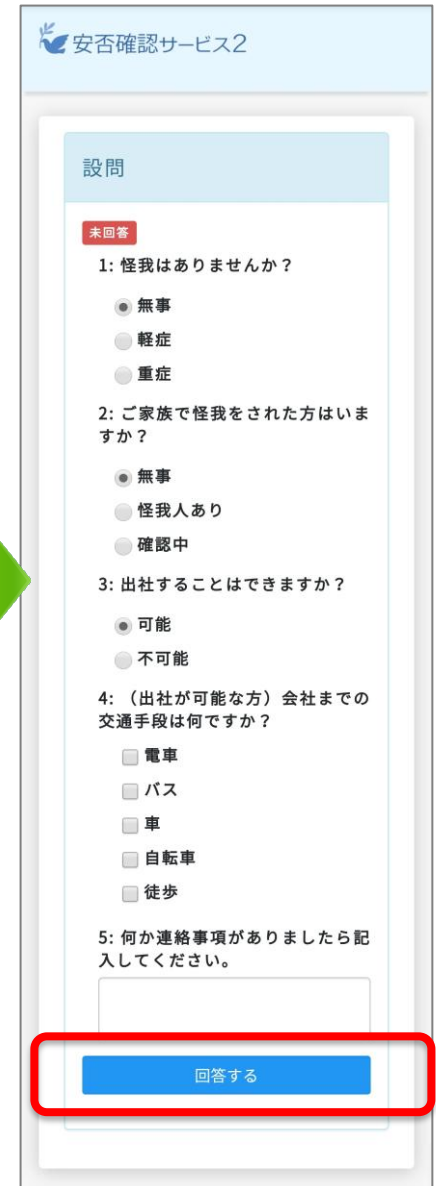 安否確認サービス2
設問
未回答
1: 怪我はありませんか？
無事
軽症
重症
2: ご家族で怪我をされた方はいま
すか？
無事
怪我人あり
確認中
3: 出社することはできますか？
可能
不可能
4: （出社が可能な方）会社までの
交通手段は何ですか？
電車
バス
車
自転車
徒歩
5: 何か連絡事項がありましたら記
入してください。
回答する